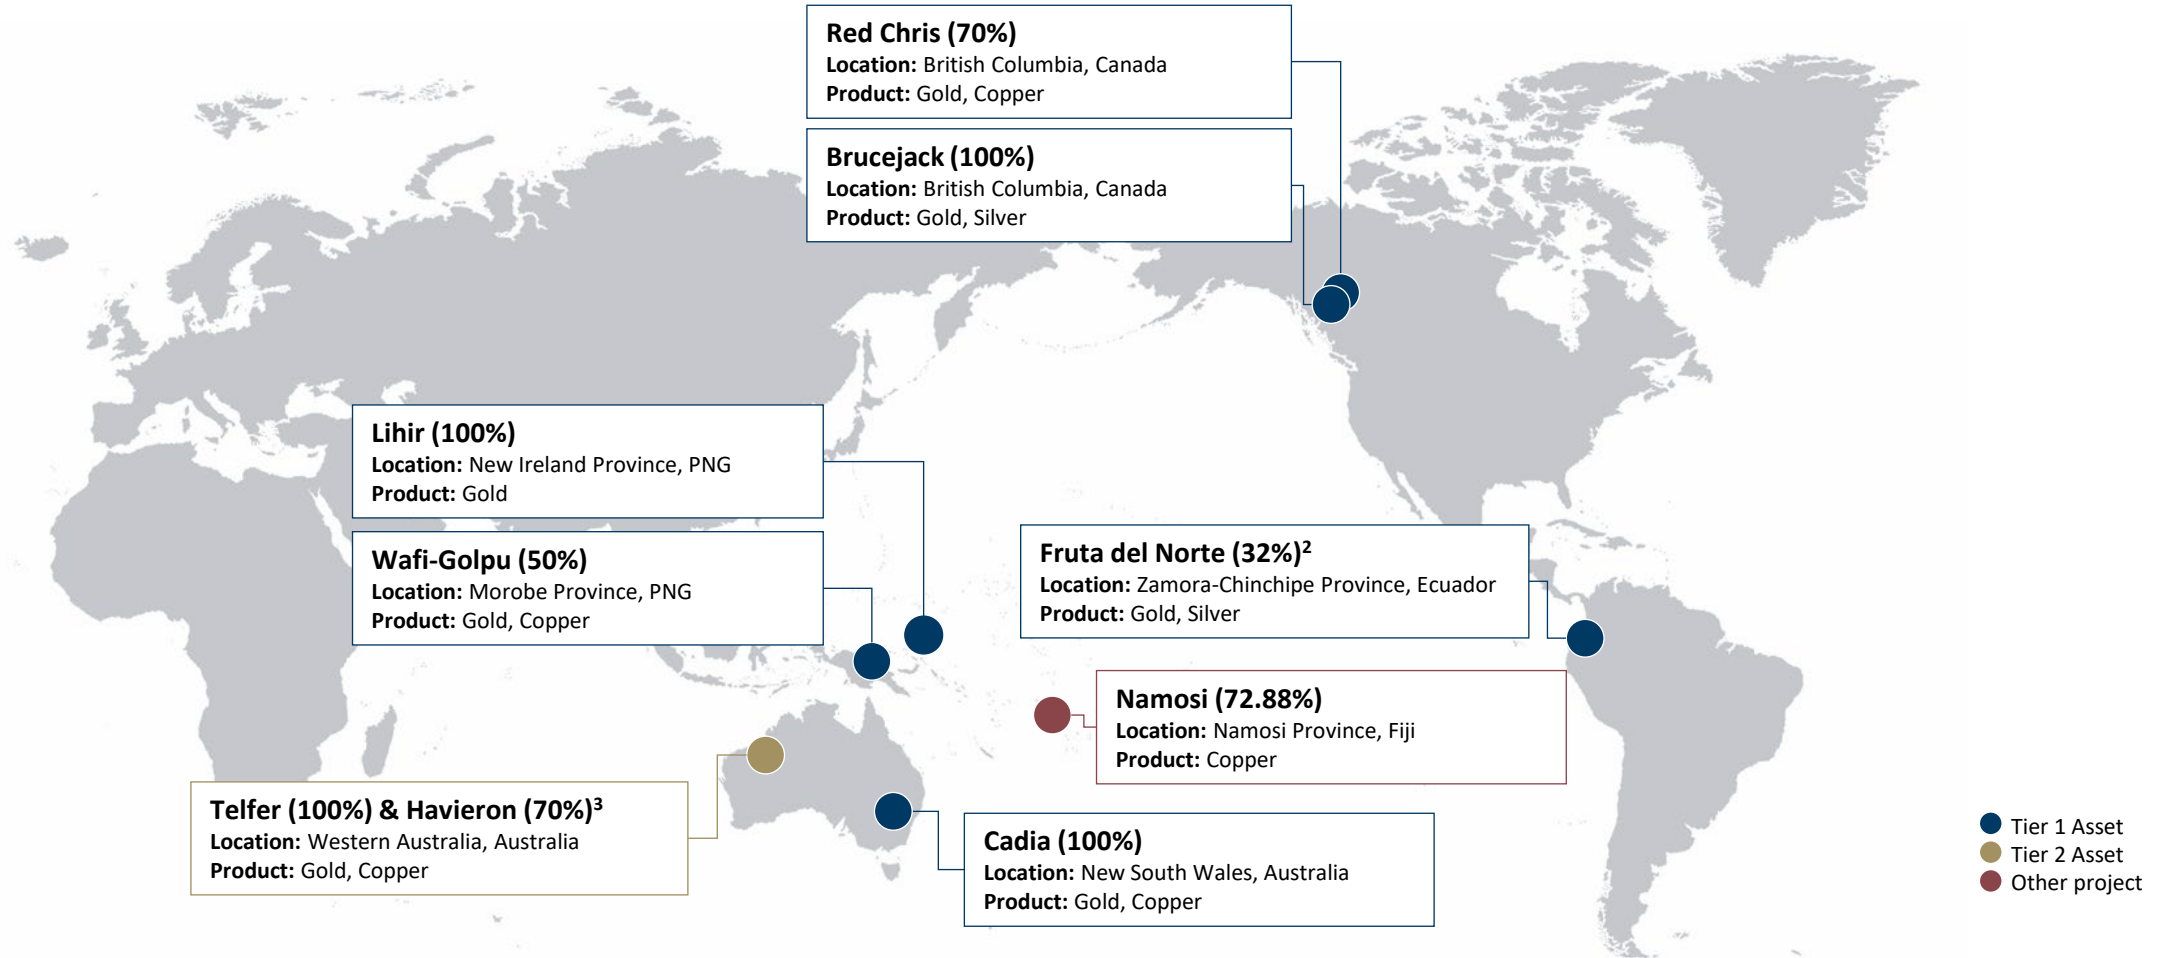 Red Chris (70%)
Location: British Columbia, Canada
Product: Gold, Copper
Brucejack (100%)
Location: British Columbia, Canada
Product: Gold, Silver
Lihir (100%)
Location: New Ireland Province, PNG
Product: Gold
Wafi-Golpu (50%)
Location: Morobe Province, PNG
Product: Gold, Copper
Fruta del Norte (32%)²
Location: Zamora-Chinchipe Province, Ecuador
Product: Gold, Silver
Namosi (72.88%)
Location: Namosi Province, Fiji
Product: Copper
Telfer (100%) & Havieron (70%)³
Location: Western Australia, Australia
Product: Gold, Copper
Cadia (100%)
Location: New South Wales, Australia
Product: Gold, Copper
Tier 1 Asset
Tier 2 Asset
Other project